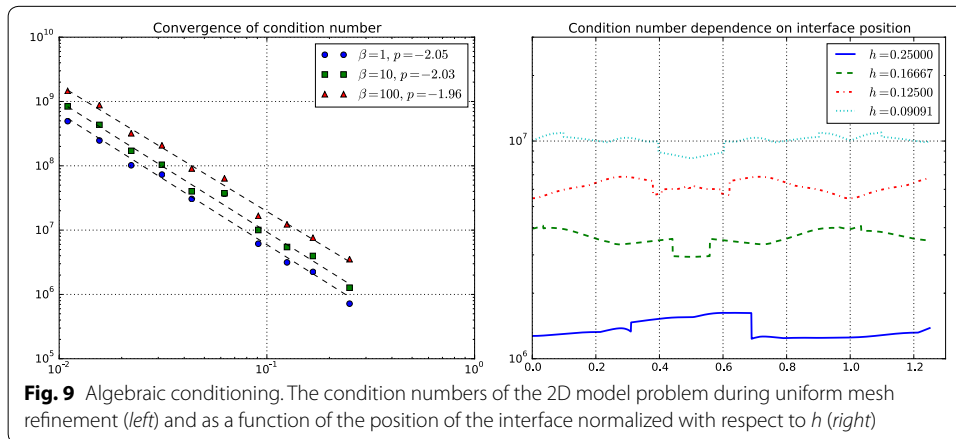 Convergence of condition number
10^10
10^9
10^8
10^7
10^6
10^5
10^-2
10^-1
10^0
β=1, p=−2.05
β=10, p=−2.03
β=100, p=−1.96
Condition number dependence on interface position
10^7
10^6
0.0 0.2 0.4 0.6 0.8 1.0 1.2
h=0.25000
h=0.16667
h=0.12500
h=0.09091
Fig. 9 Algebraic conditioning. The condition numbers of the 2D model problem during uniform mesh
refinement (left) and as a function of the position of the interface normalized with respect to h (right)